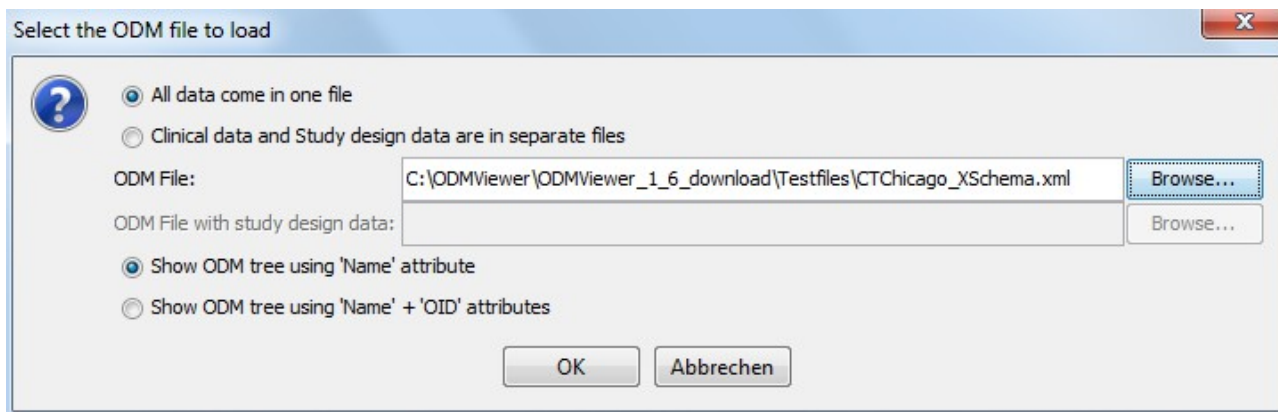 Select the ODM file to load
X
?
All data come in one file
Clinical data and Study design data are in separate files
ODM File: C:\ODMViewer\ODMViewer_1_6_download\Testfiles\CTChicago_XSchema.xml Browse...
ODM File with study design data: Browse...
Show ODM tree using 'Name' attribute
Show ODM tree using 'Name' + 'OID' attributes
OK Abbrechen